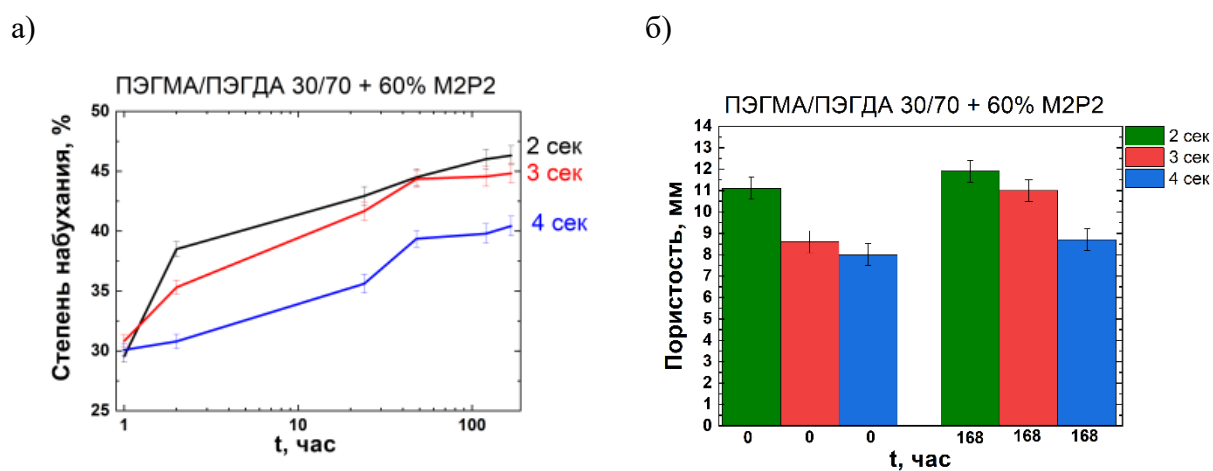 а)
б)
ПЭГМА/ПЭГДА 30/70 + 60% М2Р2
Степень набухания, %
50
45
40
35
30
25
2 сек
3 сек
4 сек
1
10
100
t, час
ПЭГМА/ПЭГДА 30/70 + 60% М2Р2
Пористость, мм
14
13
12
11
10
9
8
7
6
5
4
3
2
1
0
2 сек
3 сек
4 сек
0 0 0 168 168 168
t, час